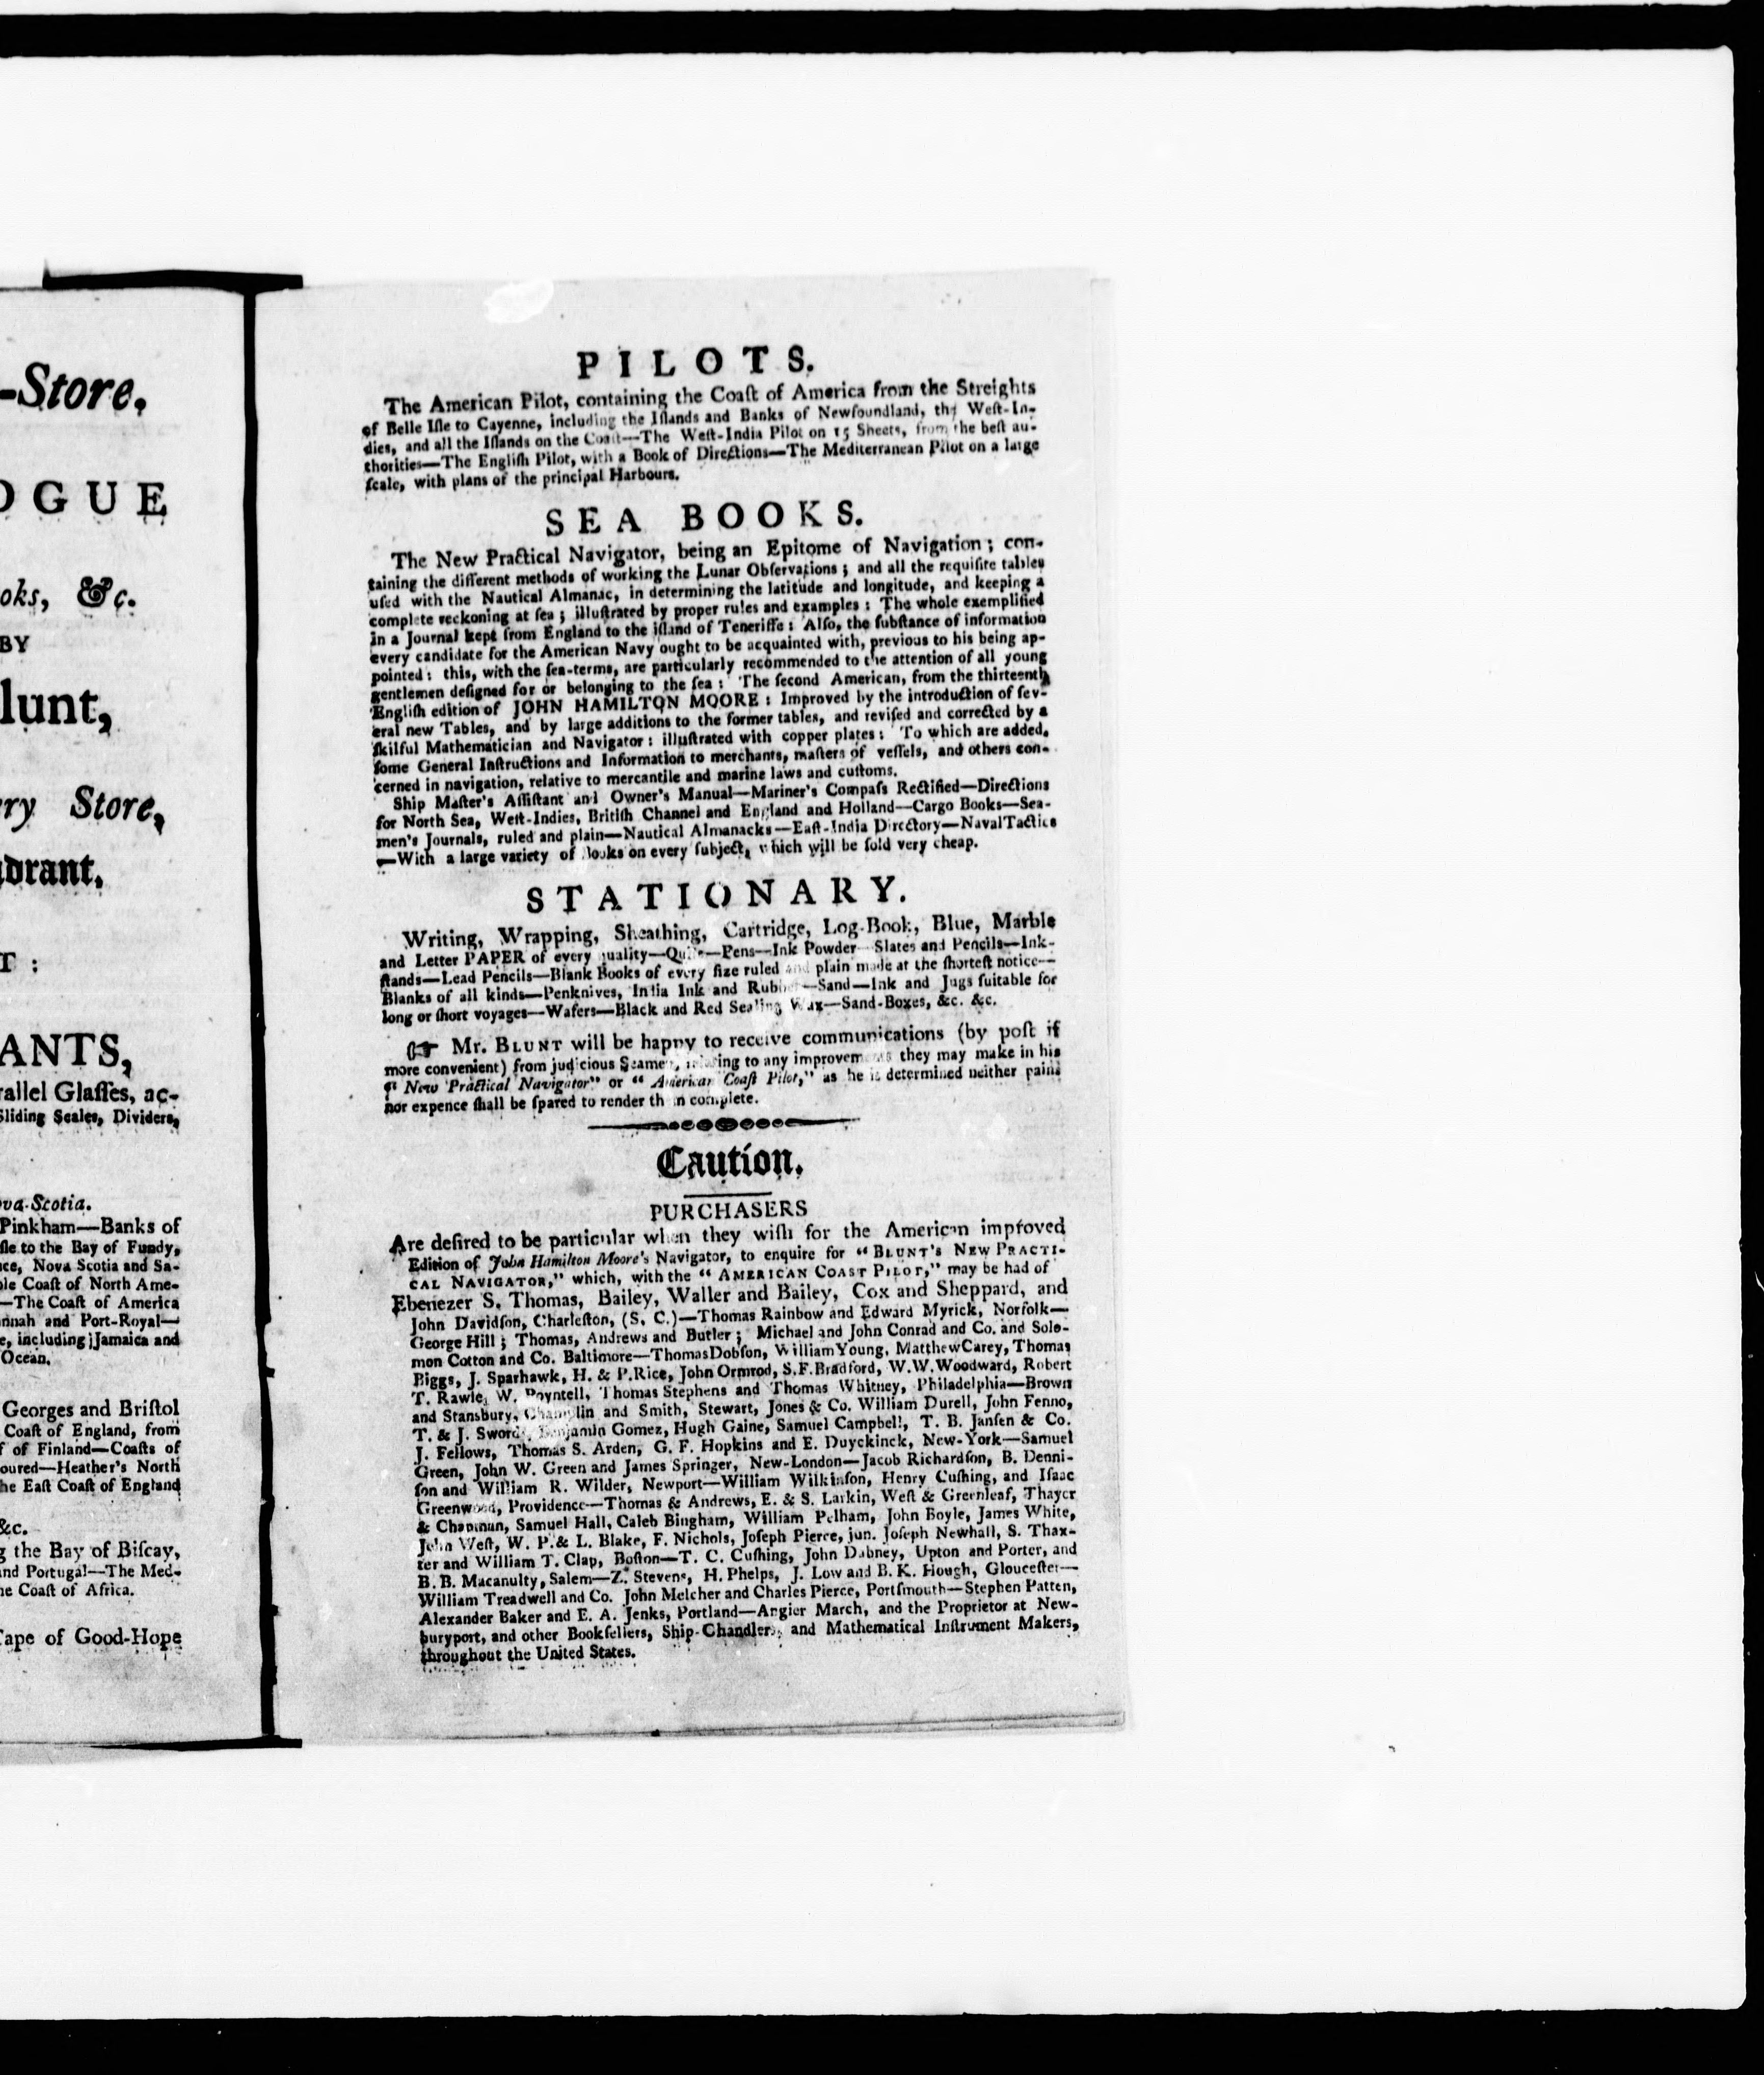 -Store.
OGUE
oks, &c.
BY
lunt,
ery Store,
adrant,
T :
ANTS,
rallel Glaſſes, ac-
Sliding Scales, Dividers,
ova-Scotia.
Pinkham—Banks of
ſle to the Bay of Fundy,
nce, Nova Scotia and Sa-
ole Coaſt of North Ame-
—The Coaſt of America
annah and Port-Royal—
e, including Jamaica and
Ocean.
Georges and Briſtol
Coaſt of England, from
f of Finland—Coaſts of
oured—Heather's North
he Eaſt Coaſt of England
&c.
g the Bay of Biſcay,
and Portugal—The Med-
he Coaſt of Africa.
Cape of Good-Hope
PILOTS.
The American Pilot, containing the Coaſt of America from the Streights
of Belle Iſle to Cayenne, including the Iſlands and Banks of Newfoundland, the Weſt-In-
dies, and all the Iſlands on the Coaſt—The Weſt-India Pilot on 15 Sheets, from the beſt au-
thorities—The Engliſh Pilot, with a Book of Directions—The Mediterranean Pilot on a large
ſcale, with plans of the principal Harbours.
SEA BOOKS.
The New Practical Navigator, being an Epitome of Navigation; con-
taining the different methods of working the Lunar Obſervations; and all the requiſite tables
uſed with the Nautical Almanac, in determining the latitude and longitude, and keeping a
complete reckoning at ſea; illuſtrated by proper rules and examples: The whole exemplified
in a Journal kept from England to the iſland of Teneriffe: Alſo, the ſubſtance of information
every candidate for the American Navy ought to be acquainted with, previous to his being ap-
pointed: this, with the ſea-terms, are particularly recommended to the attention of all young
gentlemen deſigned for or belonging to the ſea: The ſecond American, from the thirteenth
Engliſh edition of JOHN HAMILTON MOORE: Improved by the introduction of ſev-
eral new Tables, and by large additions to the former tables, and reviſed and corrected by a
ſkilful Mathematician and Navigator: illuſtrated with copper plates: To which are added,
ſome General Inſtructions and Information to merchants, maſters of veſſels, and others con-
cerned in navigation, relative to mercantile and marine laws and cuſtoms.
Ship Maſter's Aſſiſtant and Owner's Manual—Mariner's Compaſs Rectified—Directions
for North Sea, Weſt-Indies, Britiſh Channel and England and Holland—Cargo Books—Sea-
men's Journals, ruled and plain—Nautical Almanacks—Eaſt-India Directory—Naval Tactics
—With a large variety of Books on every ſubject, which will be ſold very cheap.
STATIONARY.
Writing, Wrapping, Sheathing, Cartridge, Log-Book, Blue, Marble
and Letter PAPER of every quality—Quills—Pens—Ink Powder—Slates and Pencils—Ink-
ſtands—Lead Pencils—Blank Books of every ſize ruled and plain made at the ſhorteſt notice—
Blanks of all kinds—Penknives, India Ink and Rubber—Sand—Ink and Jugs ſuitable for
long or ſhort voyages—Wafers—Black and Red Sealing Wax—Sand-Boxes, &c. &c.
☞ Mr. BLUNT will be happy to receive communications (by poſt if
more convenient) from judicious Seamen, relating to any improvements they may make in his
" New Practical Navigator" or " American Coaſt Pilot," as he is determined neither pains
nor expence ſhall be ſpared to render them complete.
Caution.
PURCHASERS
Are deſired to be particular when they wiſh for the American improved
Edition of John Hamilton Moore's Navigator, to enquire for " BLUNT'S NEW PRACTI-
CAL NAVIGATOR," which, with the " AMERICAN COAST PILOT," may be had of
Ebenezer S. Thomas, Bailey, Waller and Bailey, Cox and Sheppard, and
John Davidſon, Charleſton, (S. C.)—Thomas Rainbow and Edward Myrick, Norfolk—
George Hill; Thomas, Andrews and Butler; Michael and John Conrad and Co. and Solo-
mon Cotton and Co. Baltimore—Thomas Dobſon, William Young, Matthew Carey, Thomas
Biggs, J. Sparhawk, H. & P. Rice, John Ormrod, S. F. Bradford, W. W. Woodward, Robert
T. Rawle, W. Poyntell, Thomas Stephens and Thomas Whitney, Philadelphia—Brown
and Stansbury, Champlin and Smith, Stewart, Jones & Co. William Durell, John Fenno,
T. & J. Swords, Benjamin Gomez, Hugh Gaine, Samuel Campbell, T. B. Janſen & Co.
J. Fellows, Thomas S. Arden, G. F. Hopkins and E. Duyckinck, New-York—Samuel
Green, John W. Green and James Springer, New-London—Jacob Richardſon, B. Denni-
ſon and William R. Wilder, Newport—William Wilkinſon, Henry Cuſhing, and Iſaac
Greenwood, Providence—Thomas & Andrews, E. & S. Larkin, Weſt & Greenleaf, Thayer
& Chapman, Samuel Hall, Caleb Bingham, William Pelham, John Boyle, James White,
John Weſt, W. P. & L. Blake, F. Nichols, Joſeph Pierce, jun. Joſeph Newhall, S. Thax-
ter and William T. Clap, Boſton—T. C. Cuſhing, John Dabney, Upton and Porter, and
B. B. Macanulty, Salem—Z. Stevens, H. Phelps, J. Low and B. K. Hough, Glouceſter—
William Treadwell and Co. John Melcher and Charles Pierce, Portſmouth—Stephen Patten,
Alexander Baker and E. A. Jenks, Portland—Angier March, and the Proprietor at New-
buryport, and other Bookſellers, Ship-Chandlers, and Mathematical Inſtrument Makers,
throughout the United States.